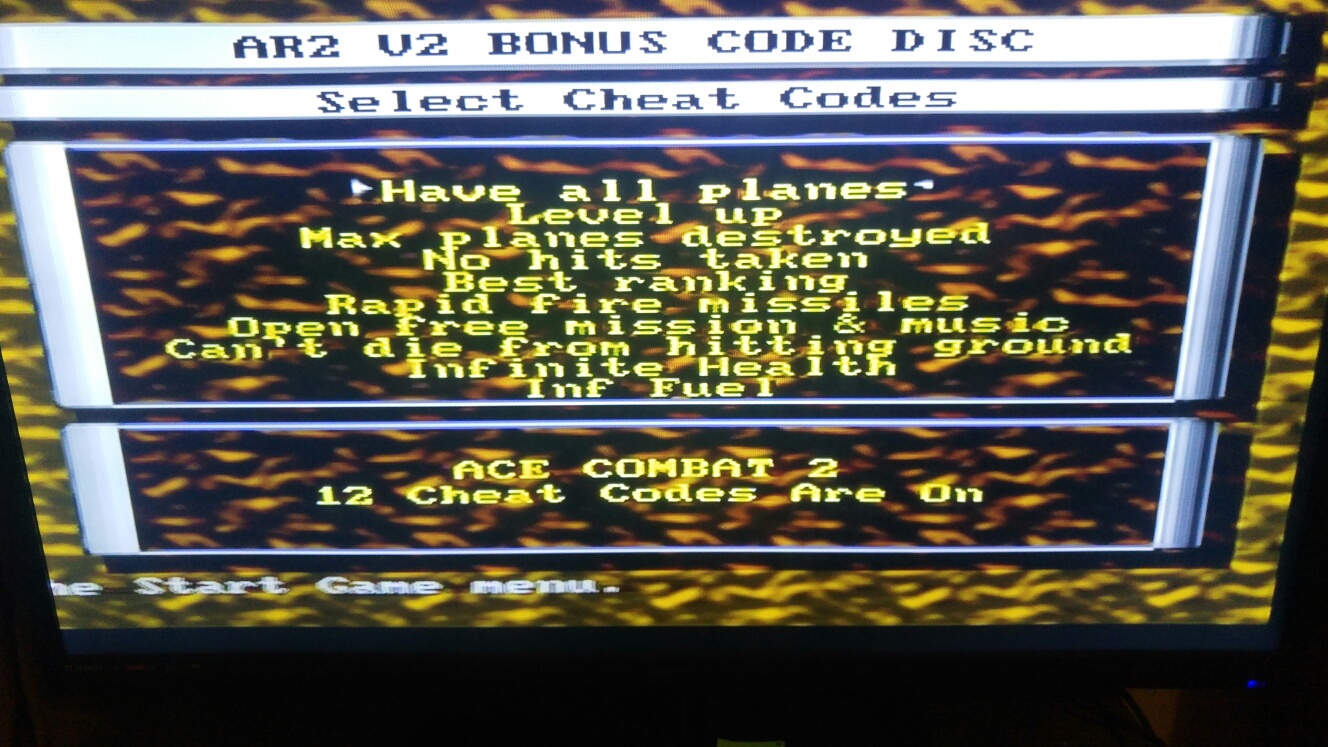 AR2 V2 BONUS CODE DISC
Select Cheat Codes
Have all planes
Level up
Max planes destroyed
No hits taken
Best ranking
Rapid fire missiles
Open free mission & music
Can't die from hitting ground
Infinite Health
Inf Fuel
ACE COMBAT 2
12 Cheat Codes Are On
he Start Game menu.